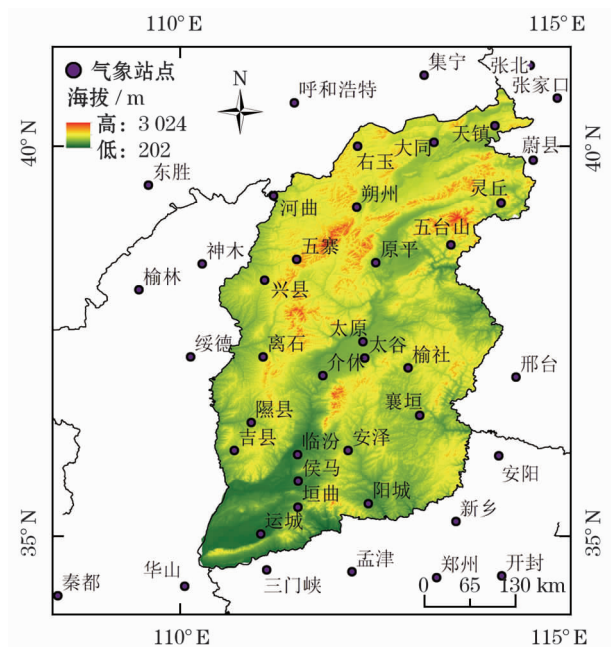 110°E
115°E
气象站点
海拔 / m
高: 3 024
低: 202
N
集宁
张北
张家口
呼和浩特
40°N
40°N
天镇
大同
右玉
蔚县
东胜
灵丘
河曲
朔州
五台山
神木
五寨
原平
榆林
兴县
太原
绥德
离石
太谷
榆社
介休
邢台
隰县
襄垣
吉县
临汾
安泽
安阳
侯马
垣曲
阳城
新乡
35°N
35°N
运城
华山
孟津
郑州
开封
秦都
三门峡
0 65 130 km
110°E
115°E